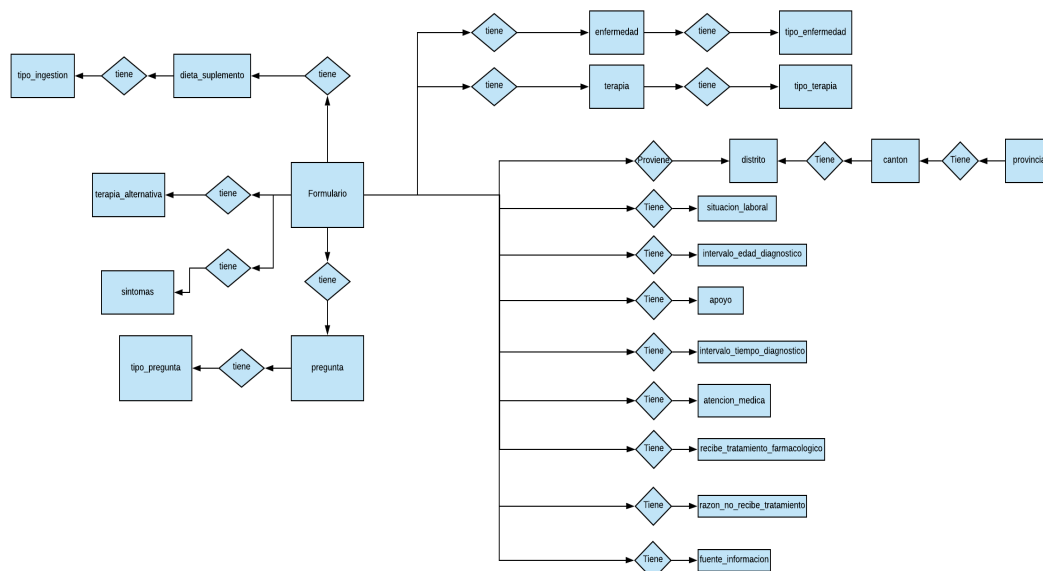 tiene
enfermedad
tiene
tipo_enfermedad
tipo_ingestion
tiene
dieta_suplemento
tiene
tiene
terapia
tiene
tipo_terapia
Proviene
distrito
Tiene
canton
Tiene
provincia
terapia_alternativa
tiene
Formulario
Tiene
situacion_laboral
Tiene
intervalo_edad_diagnostico
sintomas
tiene
tiene
Tiene
apoyo
Tiene
intervalo_tiempo_diagnostico
tipo_pregunta
tiene
pregunta
Tiene
atencion_medica
Tiene
recibe_tratamiento_farmacologico
Tiene
razon_no_recibe_tratamiento
Tiene
fuente_informacion